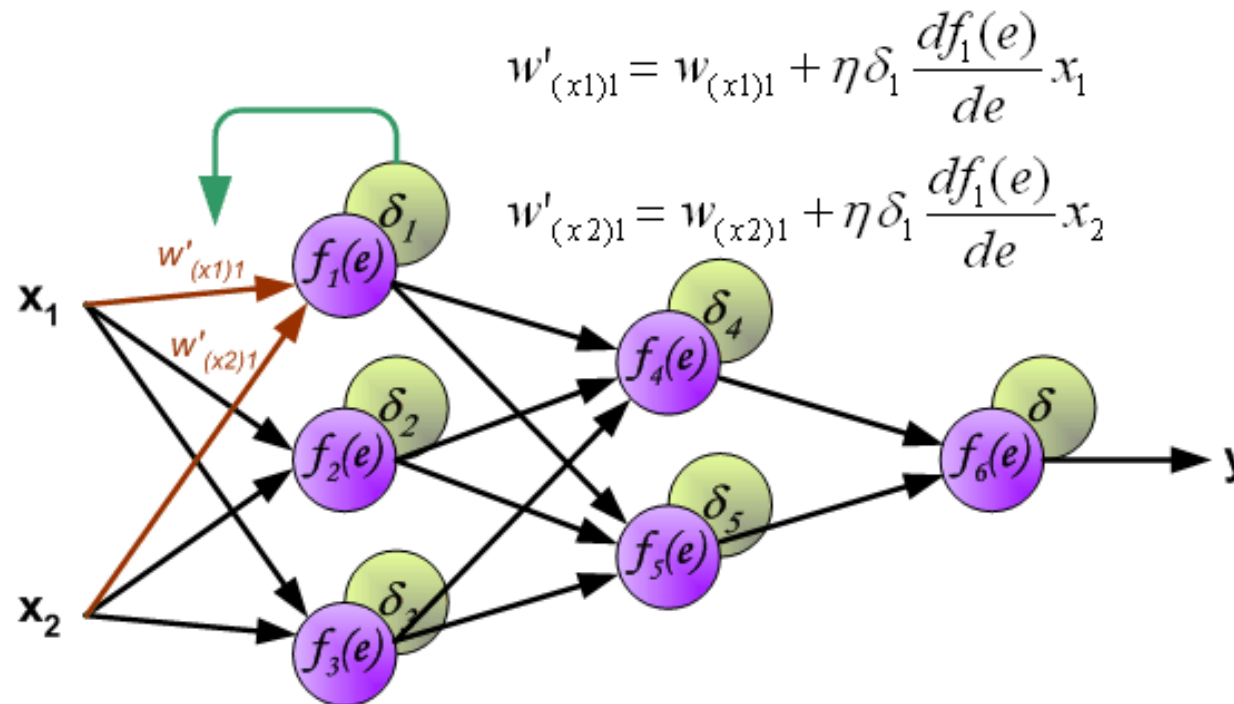 w'₍ₓ₁₎₁ = w₍ₓ₁₎₁ + ηδ₁ df₁(e)/de x₁
w'₍ₓ₂₎₁ = w₍ₓ₂₎₁ + ηδ₁ df₁(e)/de x₂
δ₁
f₁(e)
w'₍ₓ₁₎₁
x₁
w'₍ₓ₂₎₁
δ₄
f₄(e)
δ₂
f₂(e)
δ
f₆(e)
y
δ₅
f₅(e)
x₂
δ₃
f₃(e)